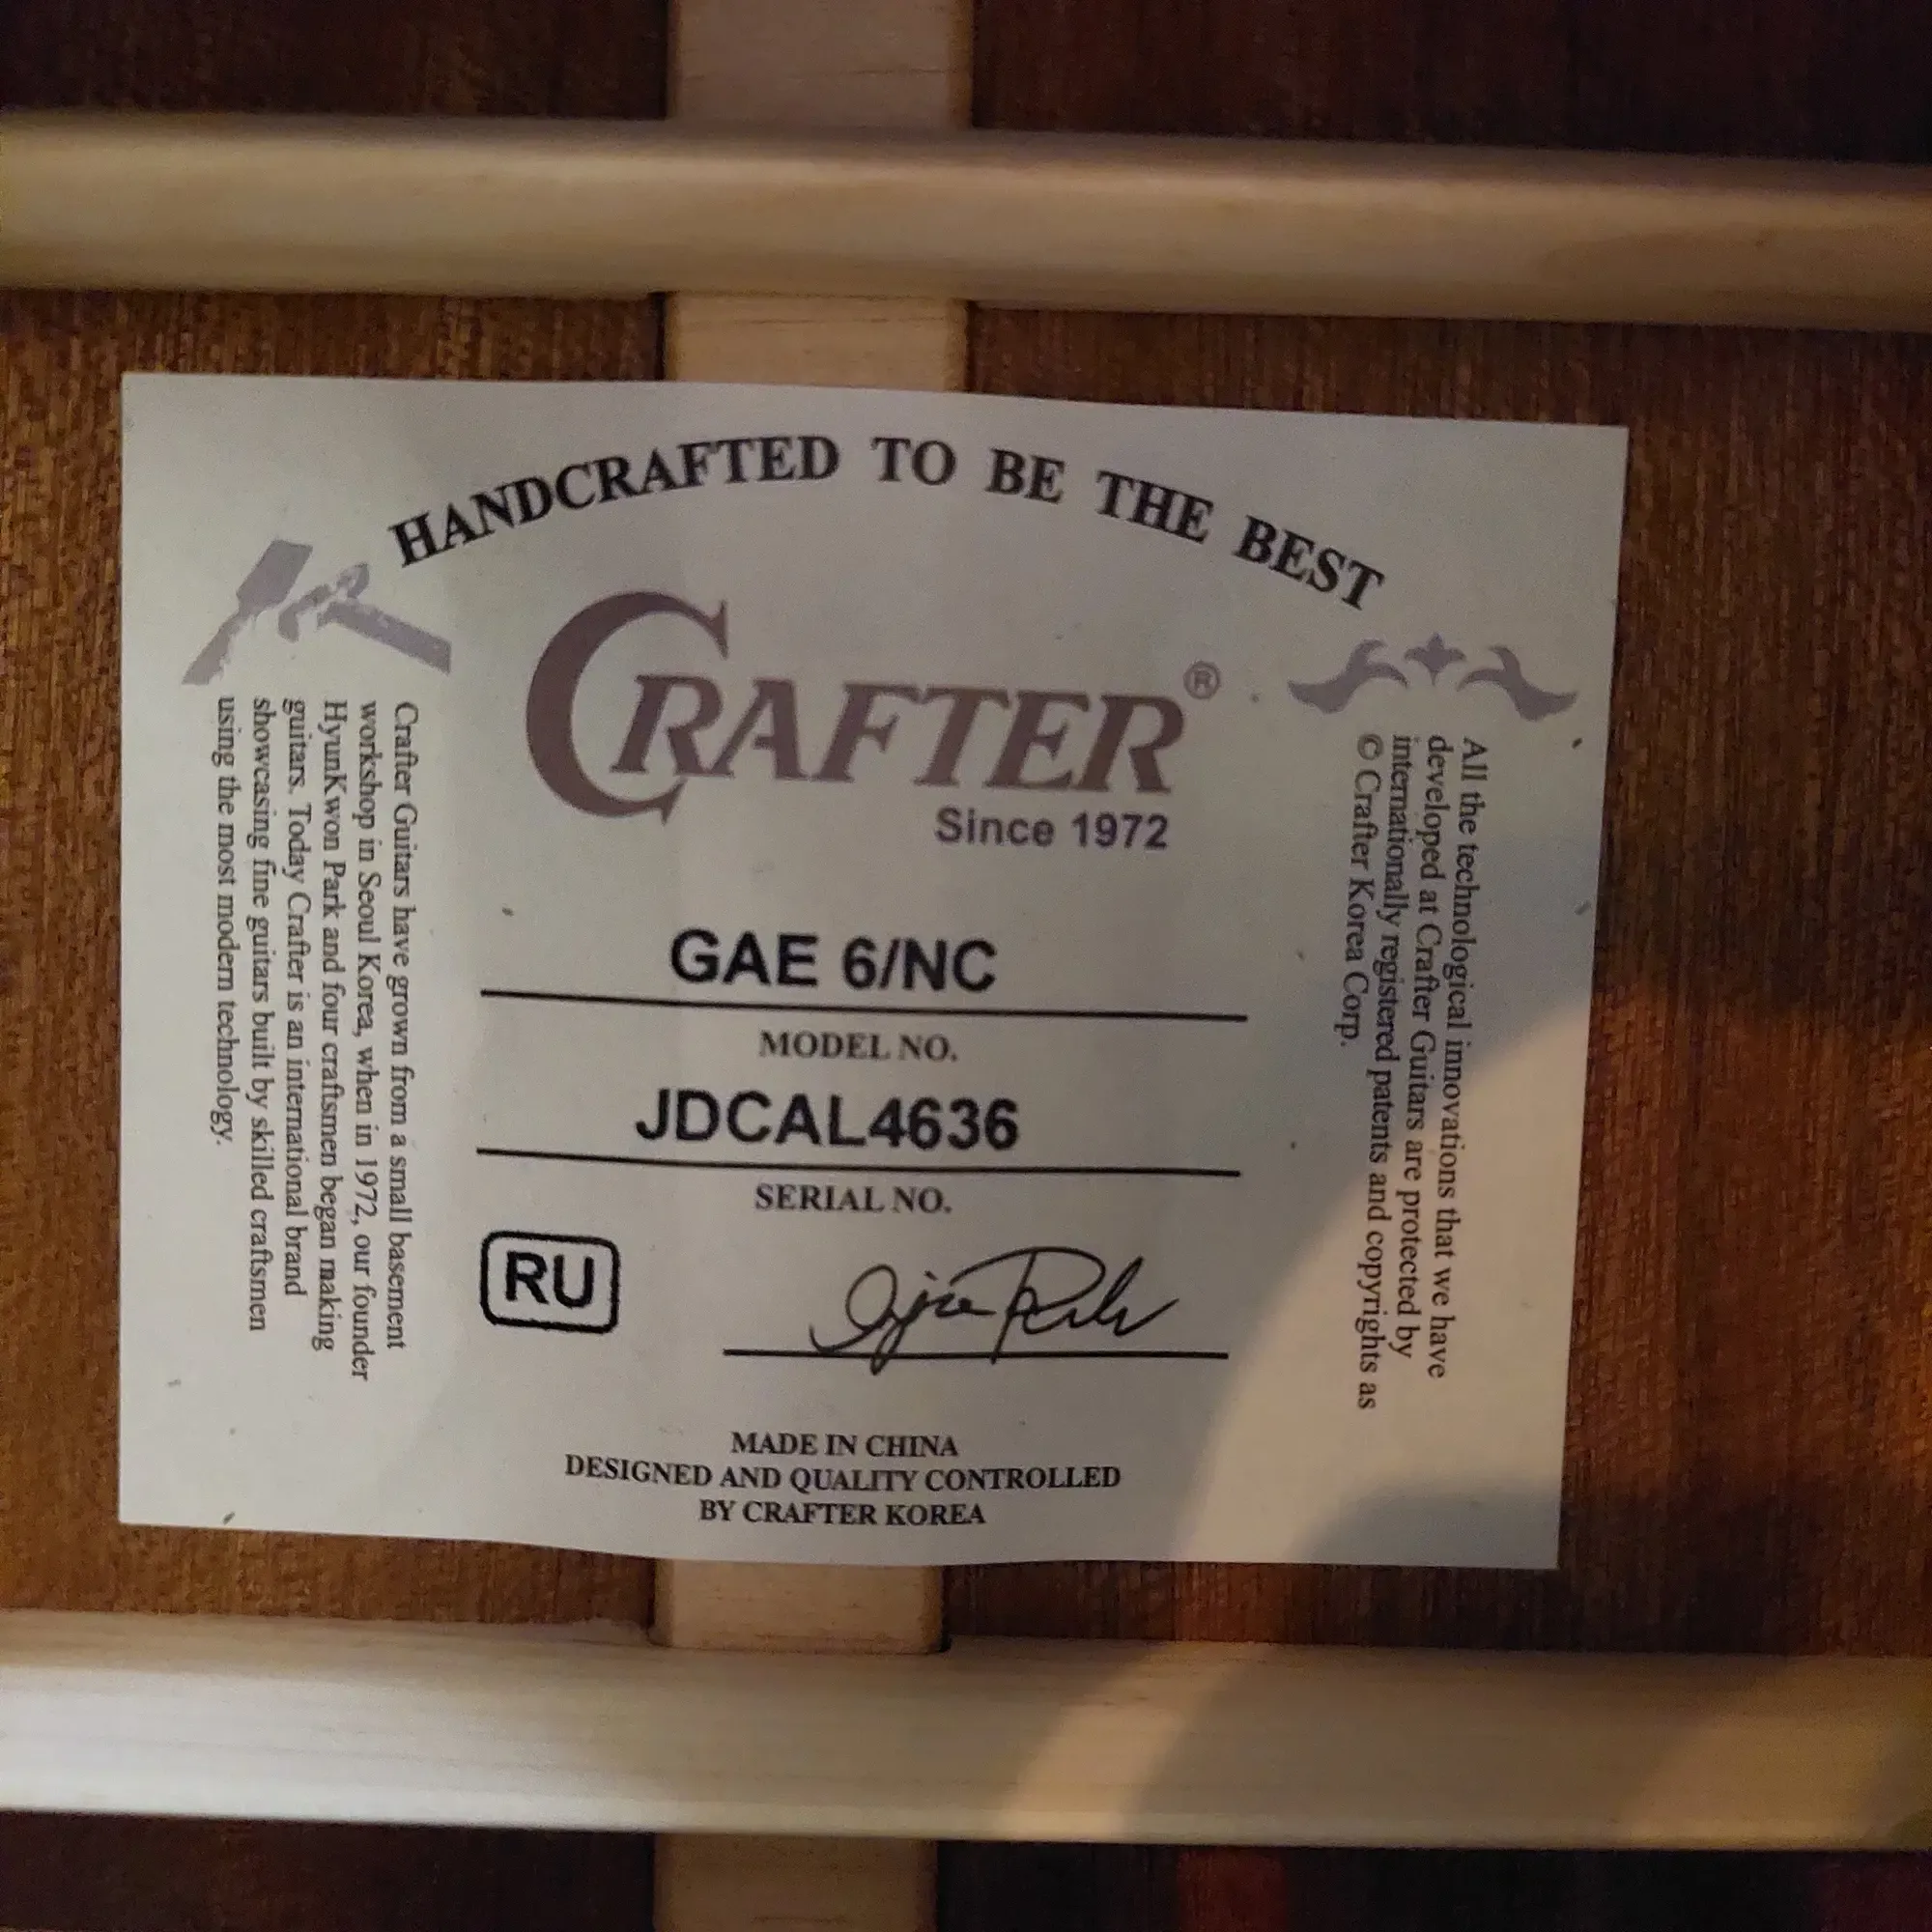 HANDCRAFTED TO BE THE BEST
CRAFTER®
Since 1972
GAE 6/NC
MODEL NO.
JDCAL4636
SERIAL NO.
RU
MADE IN CHINA
DESIGNED AND QUALITY CONTROLLED
BY CRAFTER KOREA
Crafter Guitars have grown from a small basement
workshop in Seoul Korea, when in 1972, our founder
HyunKwon Park and four craftsmen began making
guitars. Today Crafter is an international brand
showcasing fine guitars built by skilled craftsmen
using the most modern technology.
All the technological innovations that we have
developed at Crafter Guitars are protected by
internationally registered patents and copyrights as
© Crafter Korea Corp.